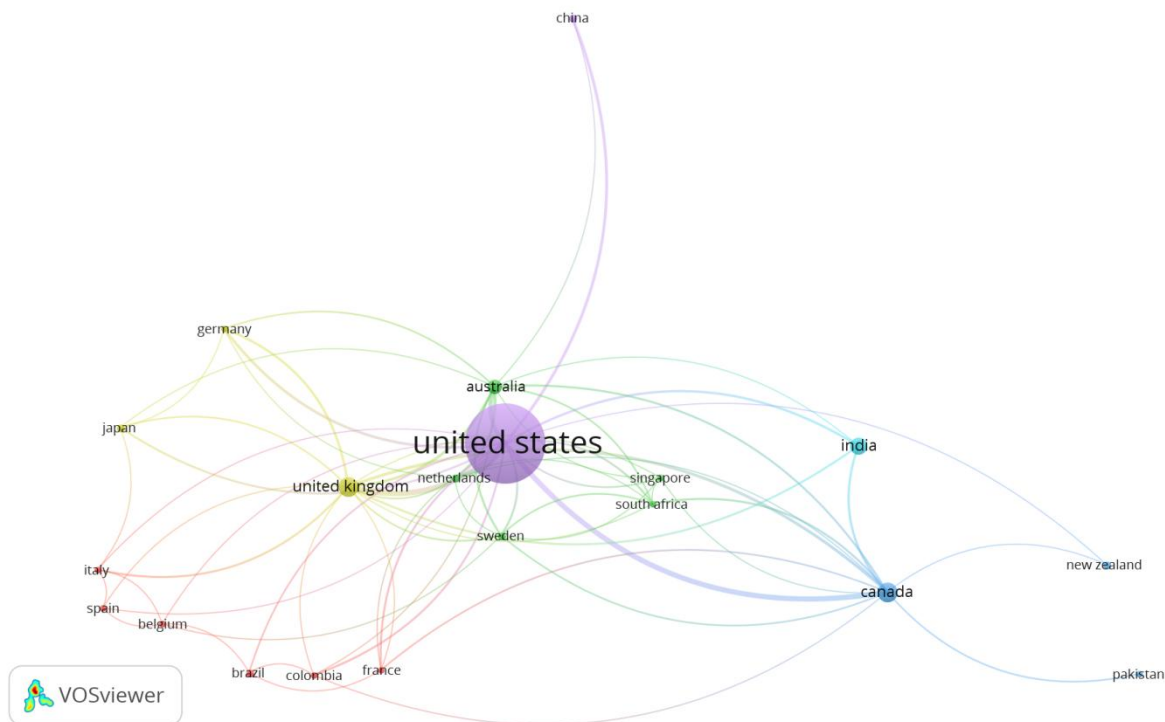 china
germany
australia
japan
united states
india
netherlands
singapore
united kingdom
south africa
sweden
italy
new zealand
canada
spain
belgium
brazil
colombia
france
pakistan
VOSviewer